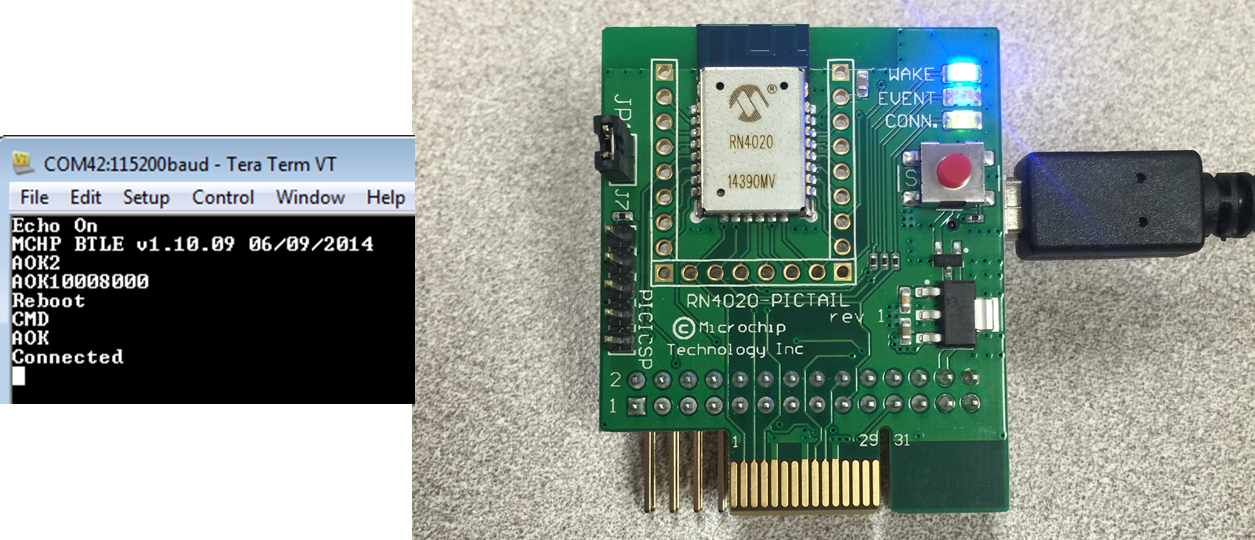 COM42:115200baud - Tera Term VT
File Edit Setup Control Window Help
Echo On
MCHP BTLE v1.10.09 06/09/2014
AOK2
AOK10008000
Reboot
CMD
AOK
Connected
WAKE
EVENT
CONN.
JP1
RN4020
14390MV
S
J7
PICICSP
RN4020-PICTAIL
rev 1
© Microchip
Technology Inc
2
1
1 29 31